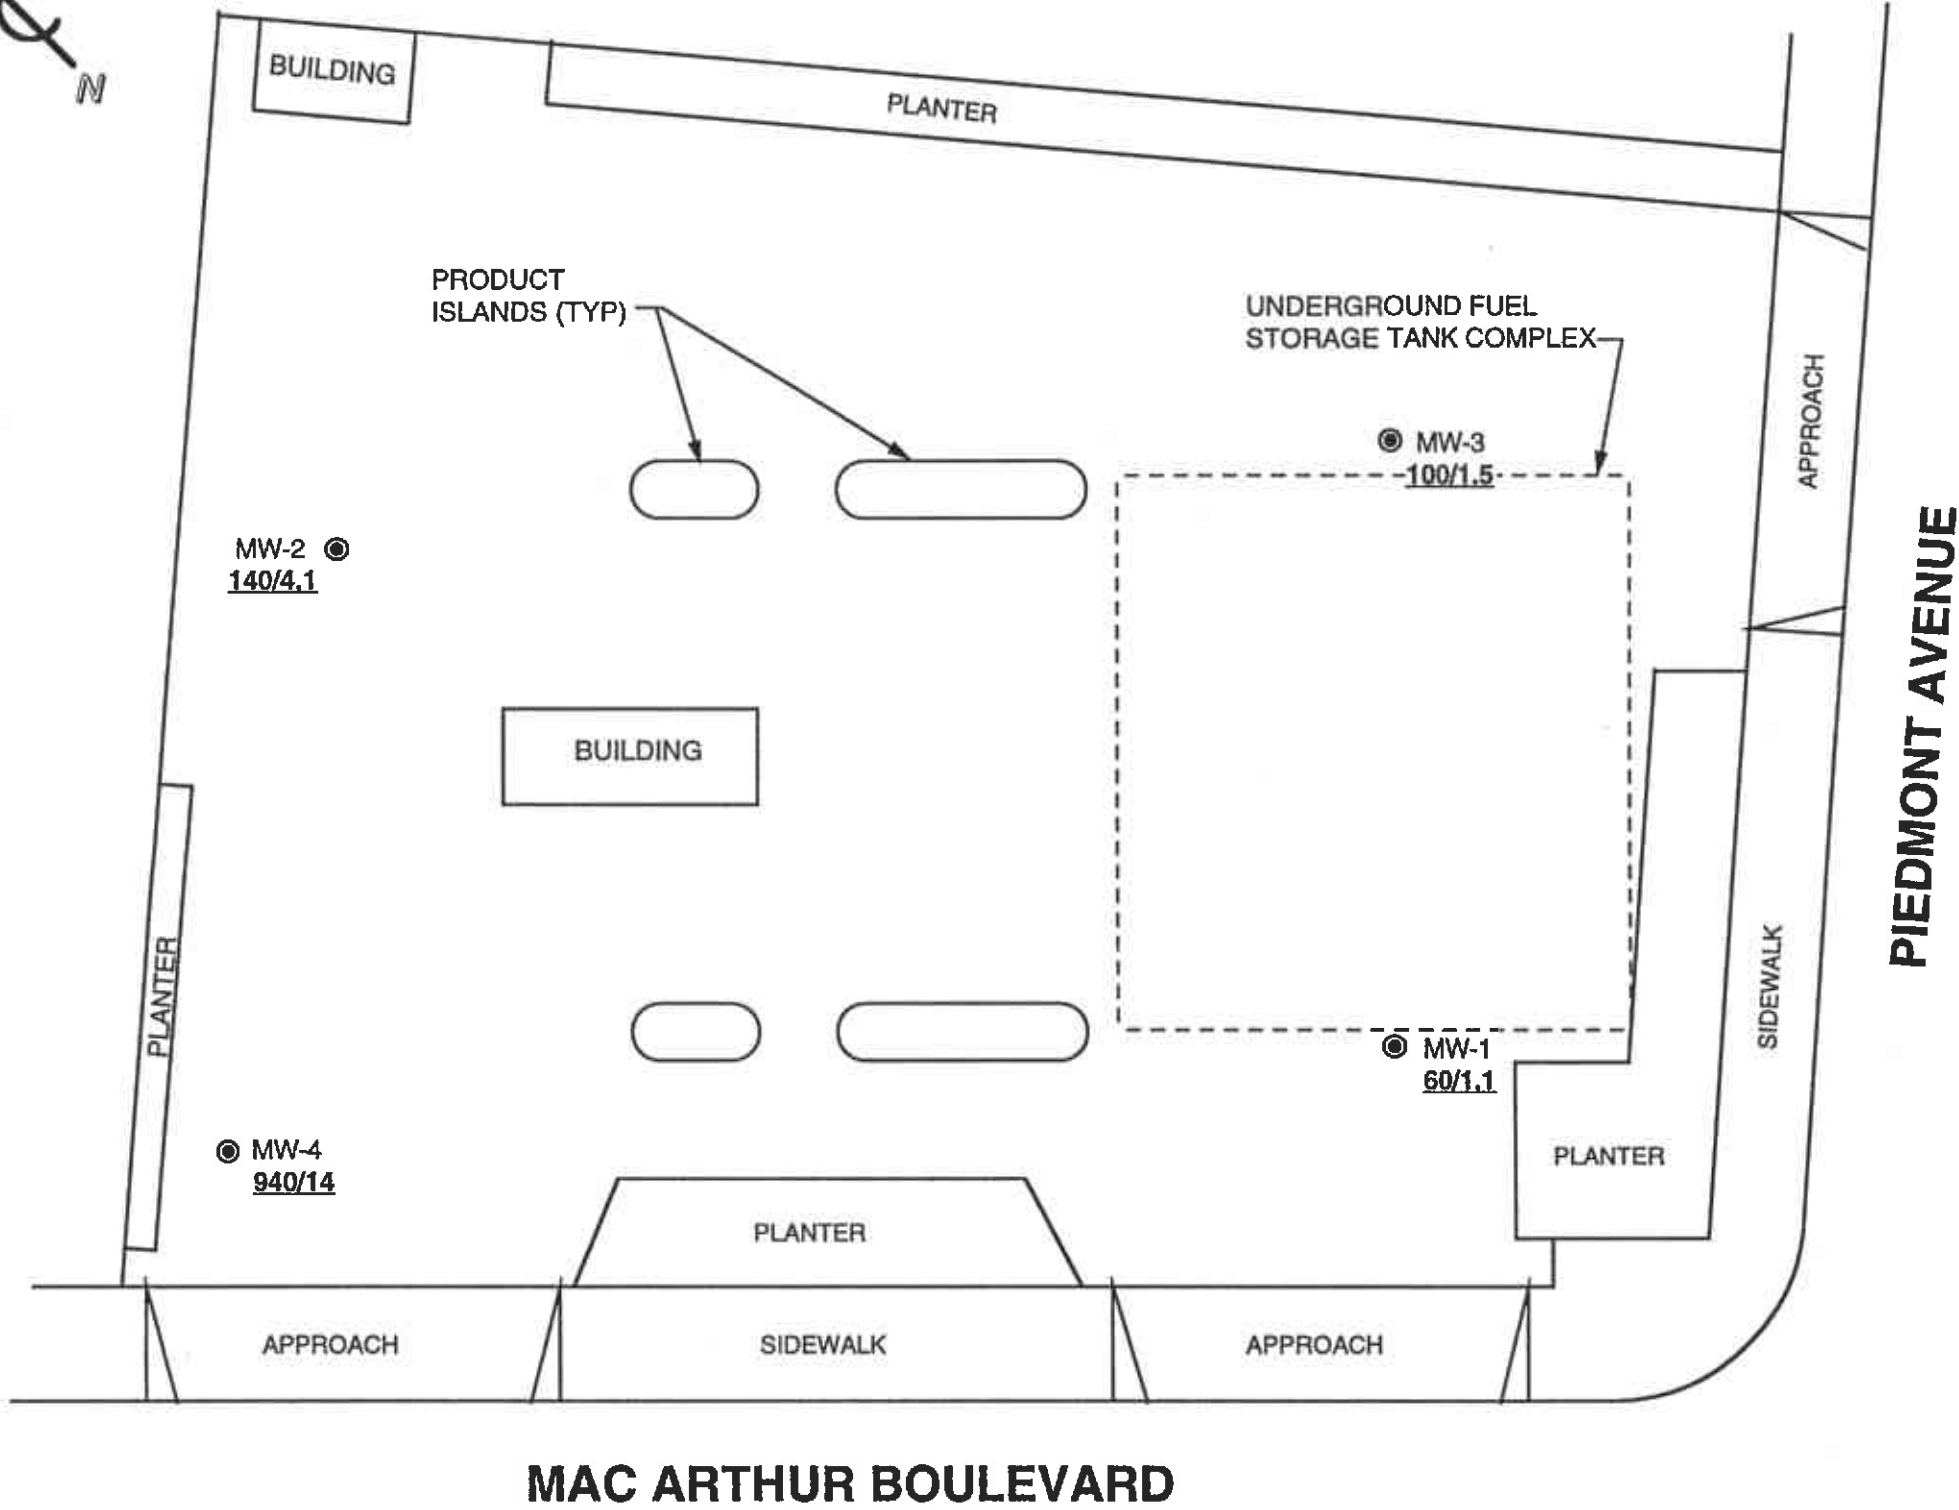 N
BUILDING
PLANTER
PRODUCT
ISLANDS (TYP)
UNDERGROUND FUEL
STORAGE TANK COMPLEX
APPROACH
MW-3
100/1.5
MW-2
140/4.1
PIEDMONT AVENUE
BUILDING
PLANTER
SIDEWALK
MW-1
60/1.1
MW-4
940/14
PLANTER
PLANTER
APPROACH
SIDEWALK
APPROACH
MAC ARTHUR BOULEVARD